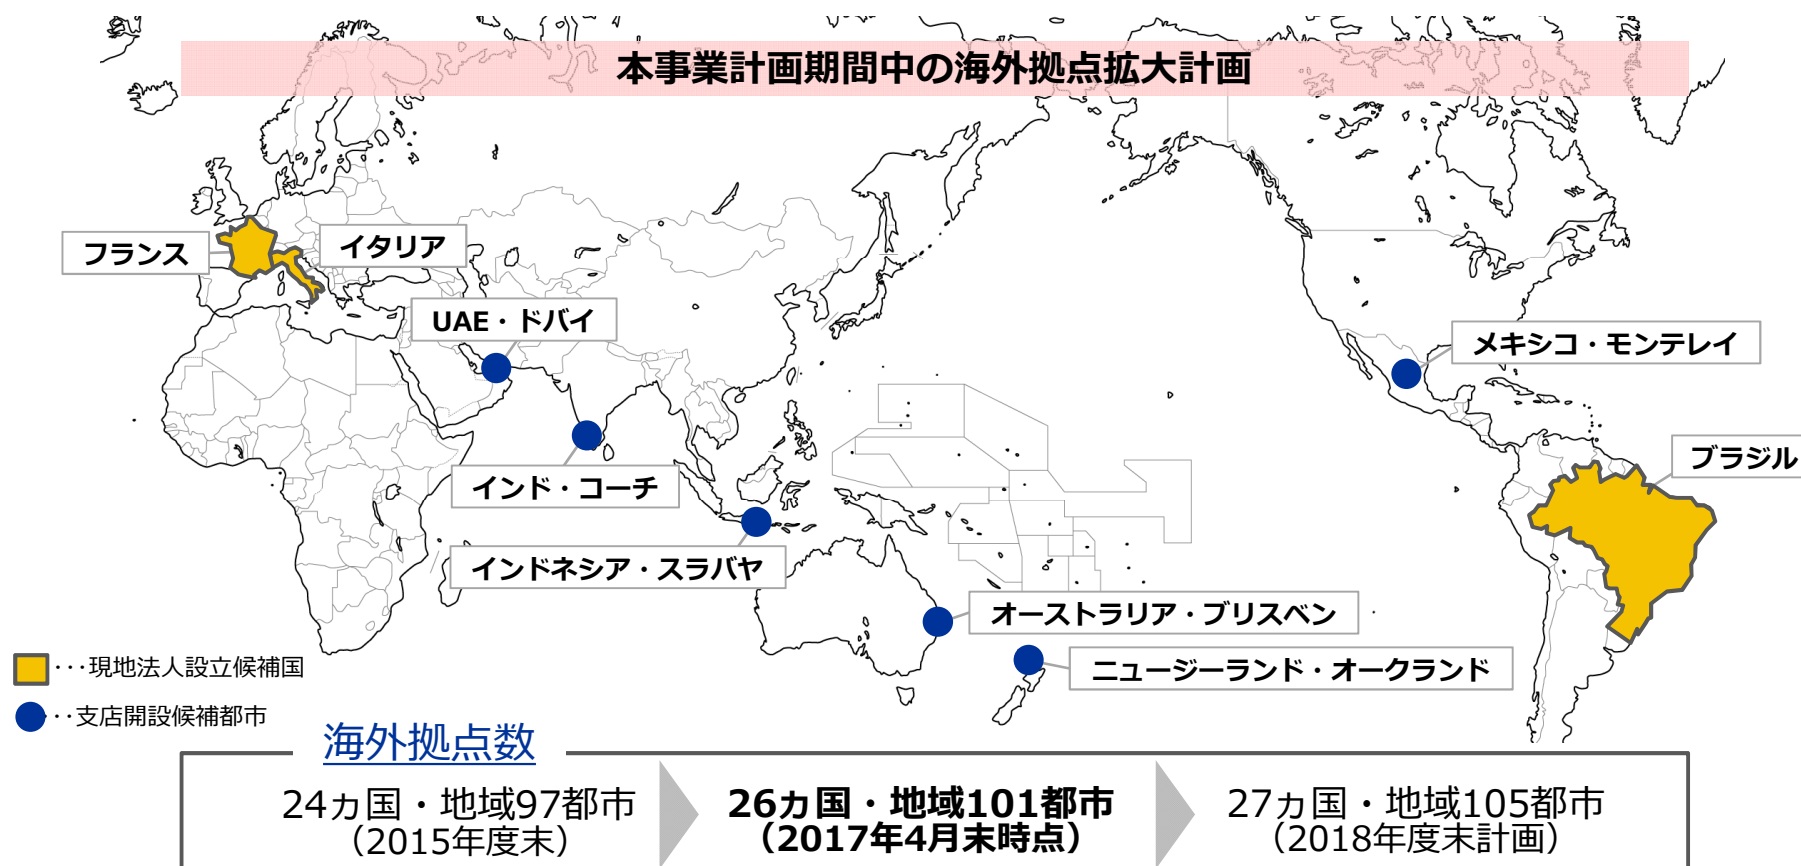 本事業計画期間中の海外拠点拡大計画
フランス
イタリア
UAE・ドバイ
メキシコ・モンテレイ
ブラジル
インド・コーチ
インドネシア・スラバヤ
オーストラリア・ブリスベン
ニュージーランド・オークランド
・・・現地法人設立候補国
・・・支店開設候補都市
海外拠点数
24ヵ国・地域97都市
（2015年度末）
26ヵ国・地域101都市
（2017年4月末時点）
27ヵ国・地域105都市
（2018年度末計画）